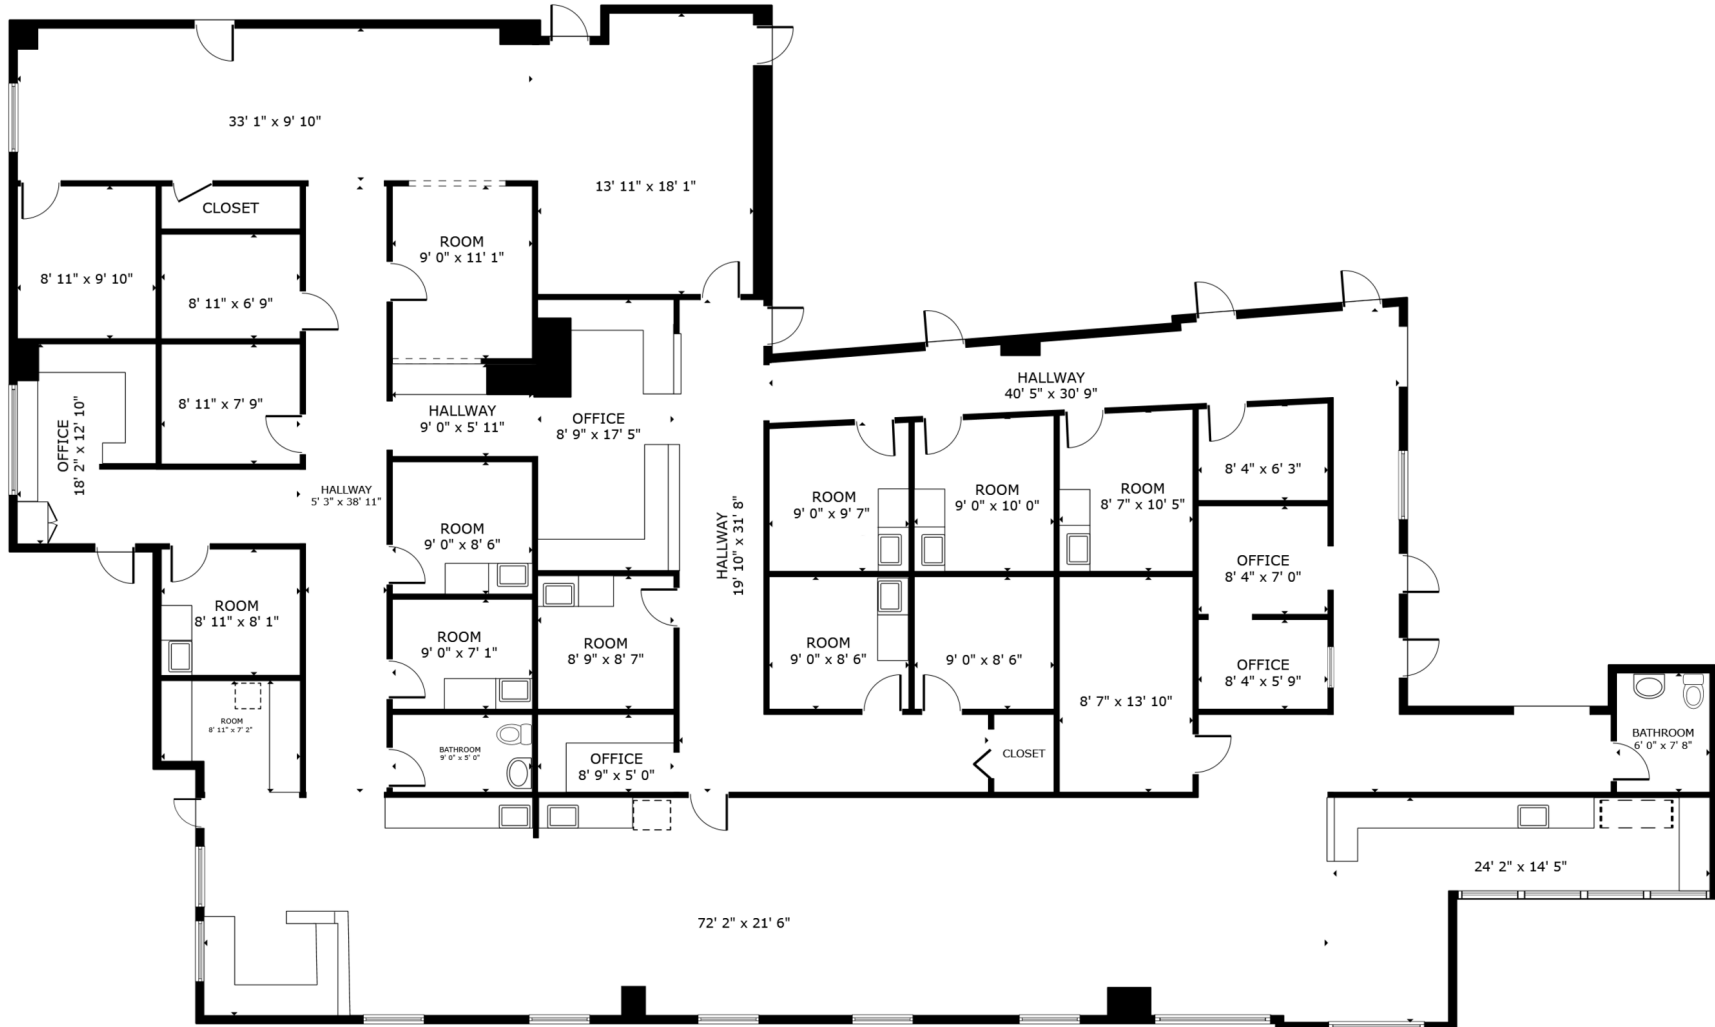 33' 1" x 9' 10"
13' 11" x 18' 1"
CLOSET
ROOM
9' 0" x 11' 1"
8' 11" x 9' 10"
8' 11" x 6' 9"
8' 11" x 7' 9"
OFFICE
18' 2" x 12' 10"
HALLWAY
9' 0" x 5' 11"
OFFICE
8' 9" x 17' 5"
HALLWAY
40' 5" x 30' 9"
HALLWAY
5' 3" x 38' 11"
ROOM
9' 0" x 8' 6"
HALLWAY
19' 10" x 31' 8"
ROOM
9' 0" x 9' 7"
ROOM
9' 0" x 10' 0"
ROOM
8' 7" x 10' 5"
8' 4" x 6' 3"
OFFICE
8' 4" x 7' 0"
ROOM
8' 11" x 8' 1"
ROOM
9' 0" x 7' 1"
ROOM
8' 9" x 8' 7"
ROOM
9' 0" x 8' 6"
9' 0" x 8' 6"
OFFICE
8' 4" x 5' 9"
8' 7" x 13' 10"
ROOM
8' 11" x 7' 2"
BATHROOM
9' 0" x 5' 0"
OFFICE
8' 9" x 5' 0"
CLOSET
BATHROOM
6' 0" x 7' 8"
24' 2" x 14' 5"
72' 2" x 21' 6"